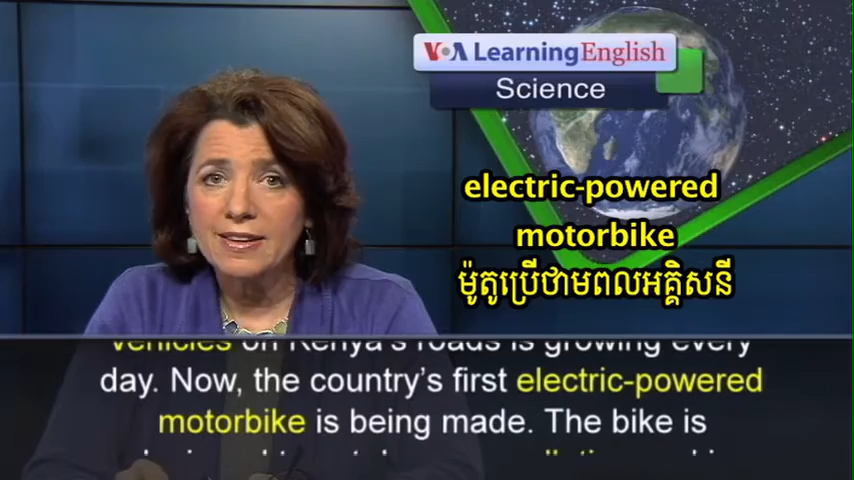 VOA Learning English
Science
electric-powered
motorbike
ម៉ូតូប្រើថាមពលអគ្គិសនី
vehicles on Kenya's roads is growing every
day. Now, the country's first electric-powered
motorbike is being made. The bike is